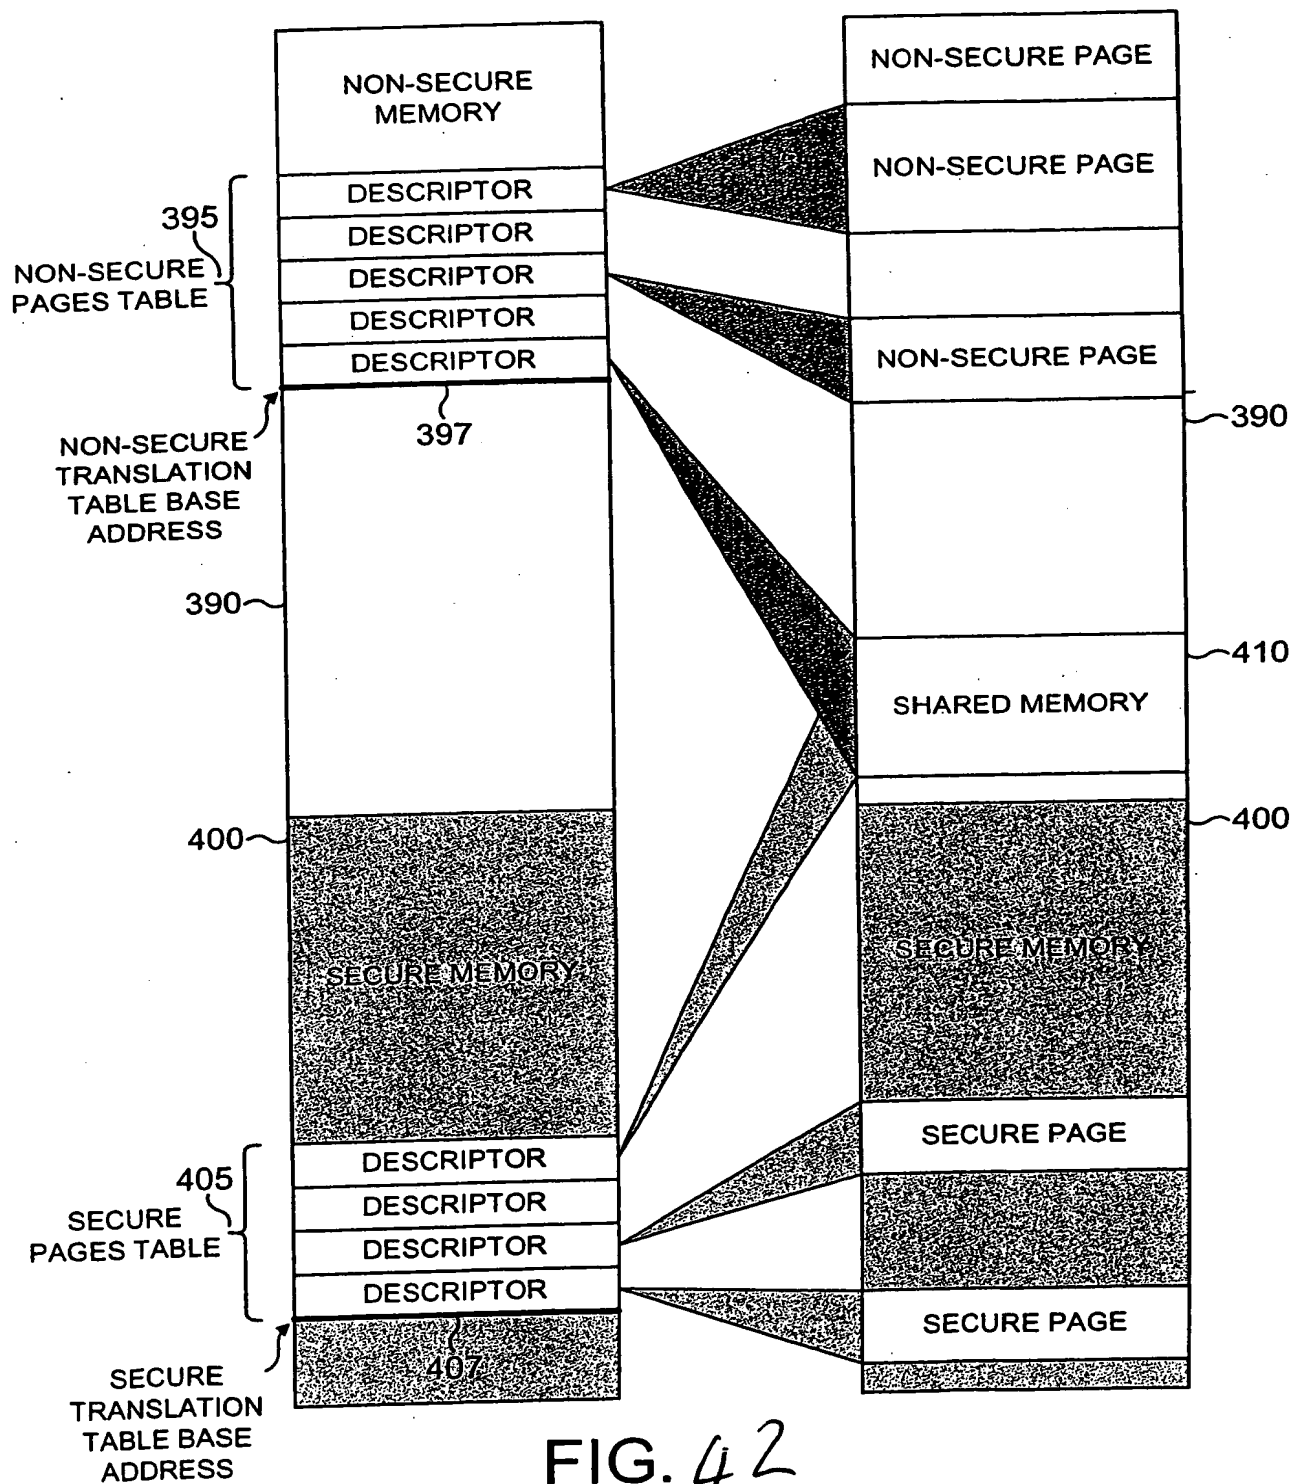 NON-SECURE
MEMORY
DESCRIPTOR
DESCRIPTOR
DESCRIPTOR
DESCRIPTOR
DESCRIPTOR
395
NON-SECURE
PAGES TABLE
NON-SECURE
TRANSLATION
TABLE BASE
ADDRESS
397
390
400
SECURE MEMORY
405
SECURE
PAGES TABLE
DESCRIPTOR
DESCRIPTOR
DESCRIPTOR
DESCRIPTOR
SECURE
TRANSLATION
TABLE BASE
ADDRESS
407
NON-SECURE PAGE
NON-SECURE PAGE
NON-SECURE PAGE
390
410
SHARED MEMORY
400
SECURE MEMORY
SECURE PAGE
SECURE PAGE
FIG. 42